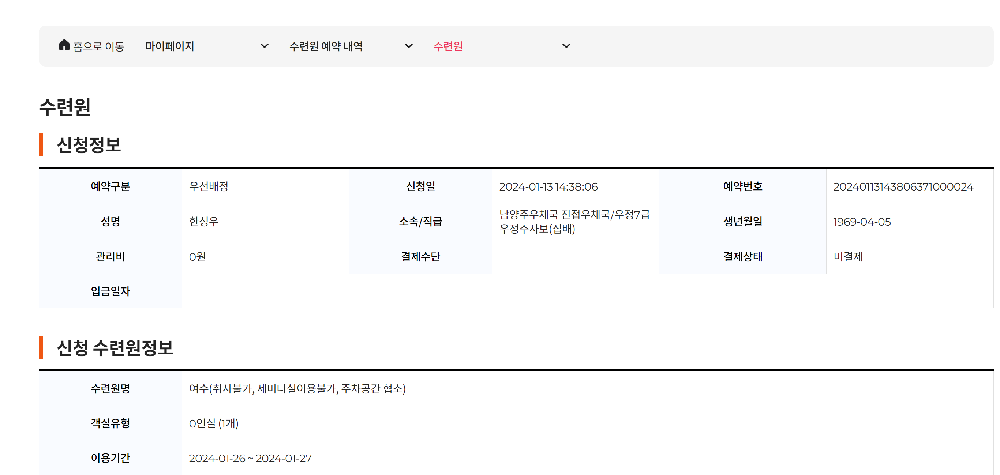 홈으로 이동 마이페이지 수련원 예약 내역 수련원
수련원
신청정보
예약구분 우선배정 신청일 2024-01-13 14:38:06 예약번호 20240113143806371000024
성명 한성우 소속/직급 남양주우체국 진접우체국/우정7급 우정주사보(집배) 생년월일 1969-04-05
관리비 0원 결제수단 결제상태 미결제
입금일자
신청 수련원정보
수련원명 여수(취사불가, 세미나실이용불가, 주차공간 협소)
객실유형 0인실 (1개)
이용기간 2024-01-26 ~ 2024-01-27